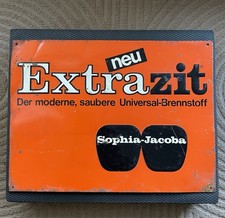 neu
Extrazit
Der moderne, saubere Universal-Brennstoff
Sophia-Jacoba